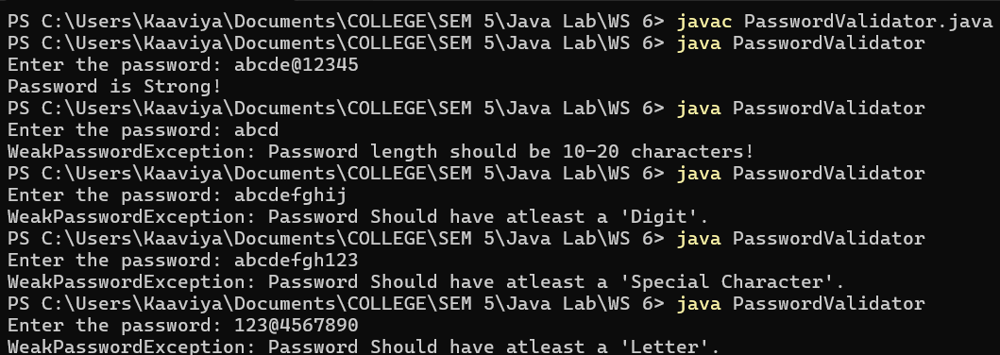 PS C:\Users\Kaaviya\Documents\COLLEGE\SEM 5\Java Lab\WS 6> javac PasswordValidator.java
PS C:\Users\Kaaviya\Documents\COLLEGE\SEM 5\Java Lab\WS 6> java PasswordValidator
Enter the password: abcde@12345
Password is Strong!
PS C:\Users\Kaaviya\Documents\COLLEGE\SEM 5\Java Lab\WS 6> java PasswordValidator
Enter the password: abcd
WeakPasswordException: Password length should be 10-20 characters!
PS C:\Users\Kaaviya\Documents\COLLEGE\SEM 5\Java Lab\WS 6> java PasswordValidator
Enter the password: abcdefghij
WeakPasswordException: Password Should have atleast a 'Digit'.
PS C:\Users\Kaaviya\Documents\COLLEGE\SEM 5\Java Lab\WS 6> java PasswordValidator
Enter the password: abcdefgh123
WeakPasswordException: Password Should have atleast a 'Special Character'.
PS C:\Users\Kaaviya\Documents\COLLEGE\SEM 5\Java Lab\WS 6> java PasswordValidator
Enter the password: 123@4567890
WeakPasswordException: Password Should have atleast a 'Letter'.